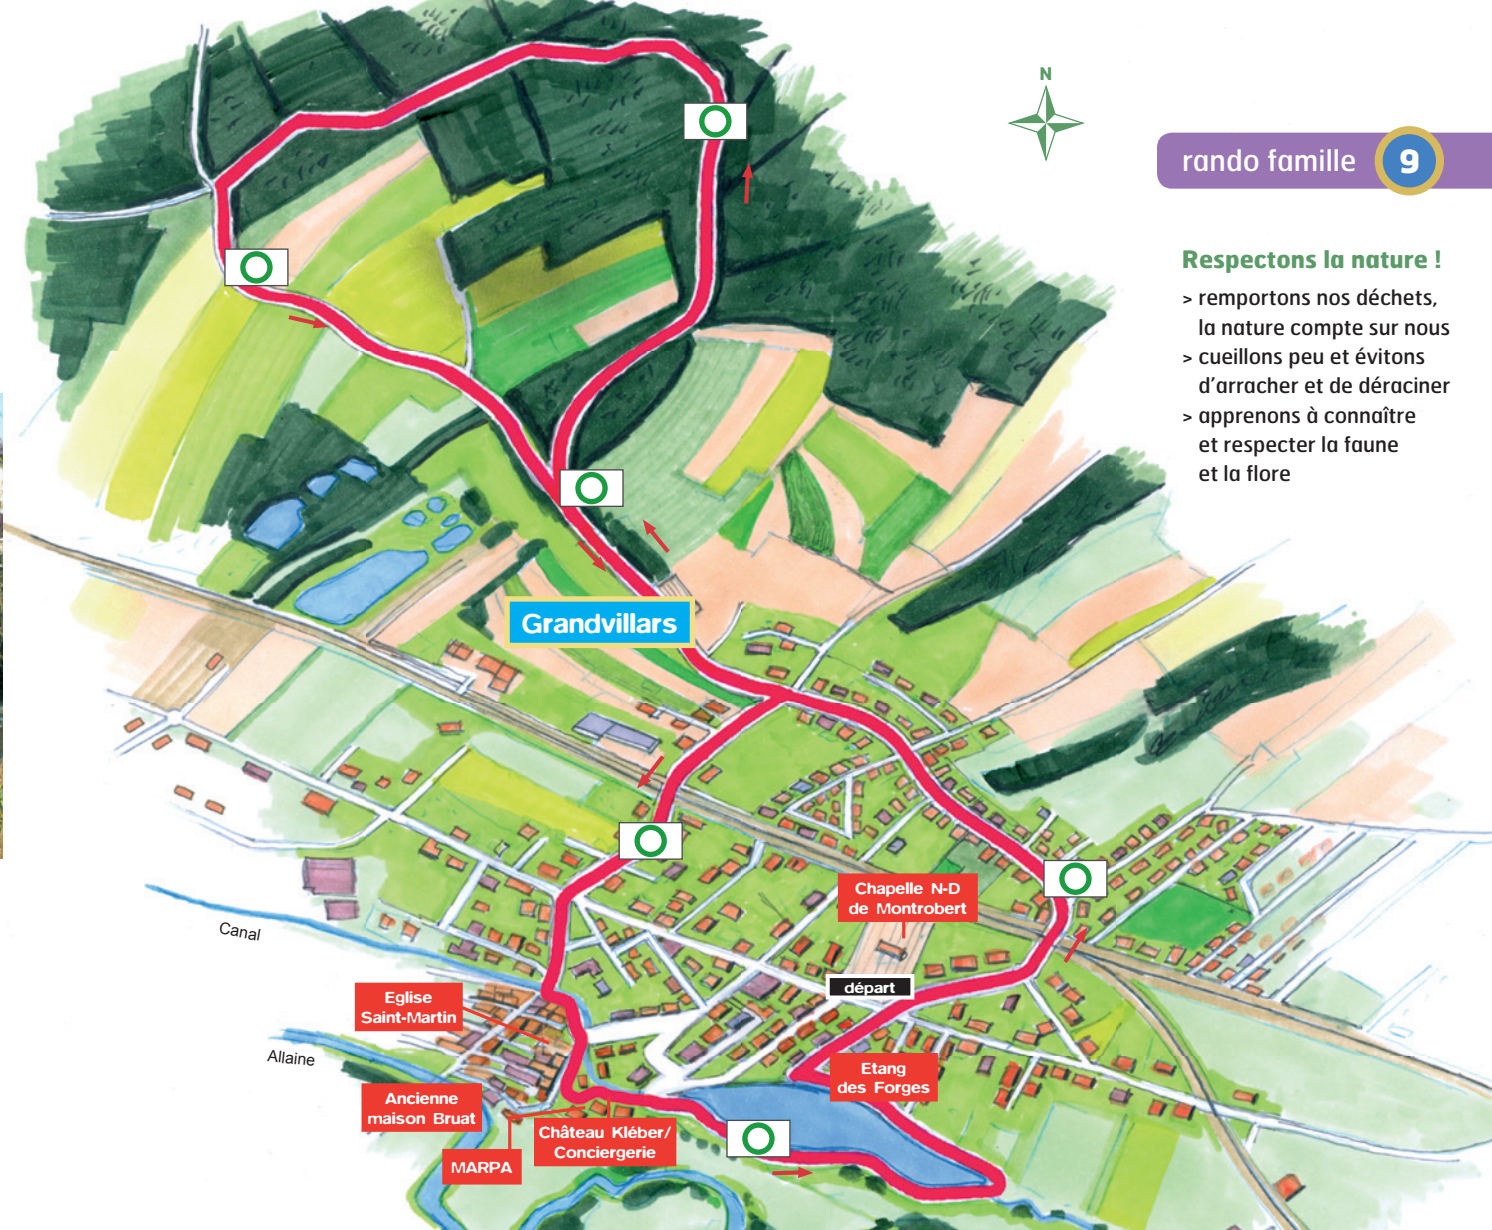 N
rando famille 9
Respectons la nature !
> remportons nos déchets,
la nature compte sur nous
> cueillons peu et évitons
d'arracher et de déraciner
> apprenons à connaître
et respecter la faune
et la flore
Grandvillars
Chapelle N-D
de Montrobert
départ
Canal
Eglise
Saint-Martin
Allaine
Etang
des Forges
Ancienne
maison Bruat
Château Kléber/
Conciergerie
MARPA